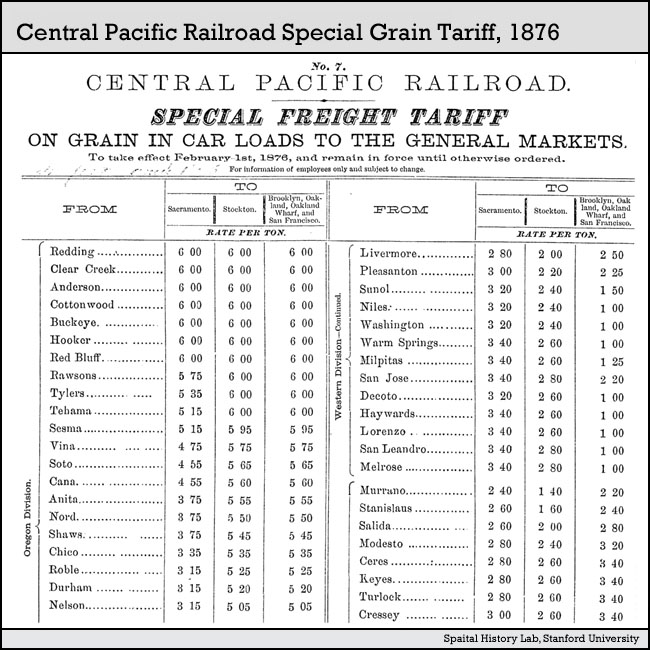 Central Pacific Railroad Special Grain Tariff, 1876
No. 7.
CENTRAL PACIFIC RAILROAD.
SPECIAL FREIGHT TARIFF
ON GRAIN IN CAR LOADS TO THE GENERAL MARKETS.
To take effect February 1st, 1876, and remain in force until otherwise ordered.
For information of employees only and subject to change.
FROM
TO
Sacramento. Stockton. Brooklyn, Oakland, Oakland Wharf, and San Francisco.
RATE PER TON.
Oregon Division.
Redding 6 00 6 00 6 00
Clear Creek 6 00 6 00 6 00
Anderson 6 00 6 00 6 00
Cottonwood 6 00 6 00 6 00
Buckeye. 6 00 6 00 6 00
Hooker 6 00 6 00 6 00
Red Bluff 6 00 6 00 6 00
Rawsons 5 75 6 00 6 00
Tylers 5 35 6 00 6 00
Tehama 5 15 6 00 6 00
Sesma 5 15 5 95 5 95
Vina 4 75 5 75 5 75
Soto 4 55 5 65 5 65
Cana. 4 55 5 60 5 60
Anita 3 75 5 55 5 55
Nord. 3 75 5 50 5 50
Shaws. 3 75 5 45 5 45
Chico 3 35 5 35 5 35
Roble 3 15 5 25 5 25
Durham 3 15 5 20 5 20
Nelson 3 15 5 05 5 05
FROM
TO
Sacramento. Stockton. Brooklyn, Oakland, Oakland Wharf, and San Francisco.
RATE PER TON.
Western Division—Continued.
Livermore 2 80 2 00 2 50
Pleasanton 3 00 2 20 2 25
Sunol 3 20 2 40 1 50
Niles 3 20 2 40 1 00
Washington 3 20 2 40 1 00
Warm Springs 3 40 2 60 1 00
Milpitas 3 40 2 60 1 25
San Jose 3 40 2 80 2 20
Decoto 3 20 2 60 1 00
Haywards 3 40 2 60 1 00
Lorenzo 3 40 2 60 1 00
San Leandro 3 40 2 80 1 00
Melrose 3 40 2 80 1 00
Murrano 2 40 1 40 2 20
Stanislaus 2 60 1 60 2 40
Salida 2 60 2 00 2 80
Modesto 2 80 2 40 3 20
Ceres 2 80 2 60 3 40
Keyes. 2 80 2 60 3 40
Turlock 2 80 2 60 3 40
Cressey 3 00 2 60 3 40
Spaital History Lab, Stanford University